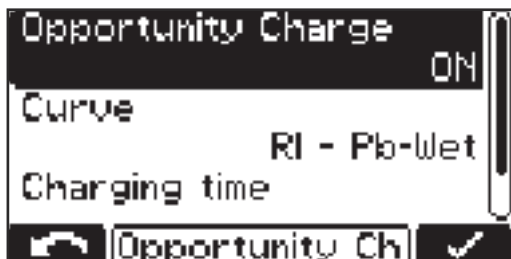 Opportunity Charge
ON
Curve
RI - Pb-Wet
Charging time
Opportunity Ch